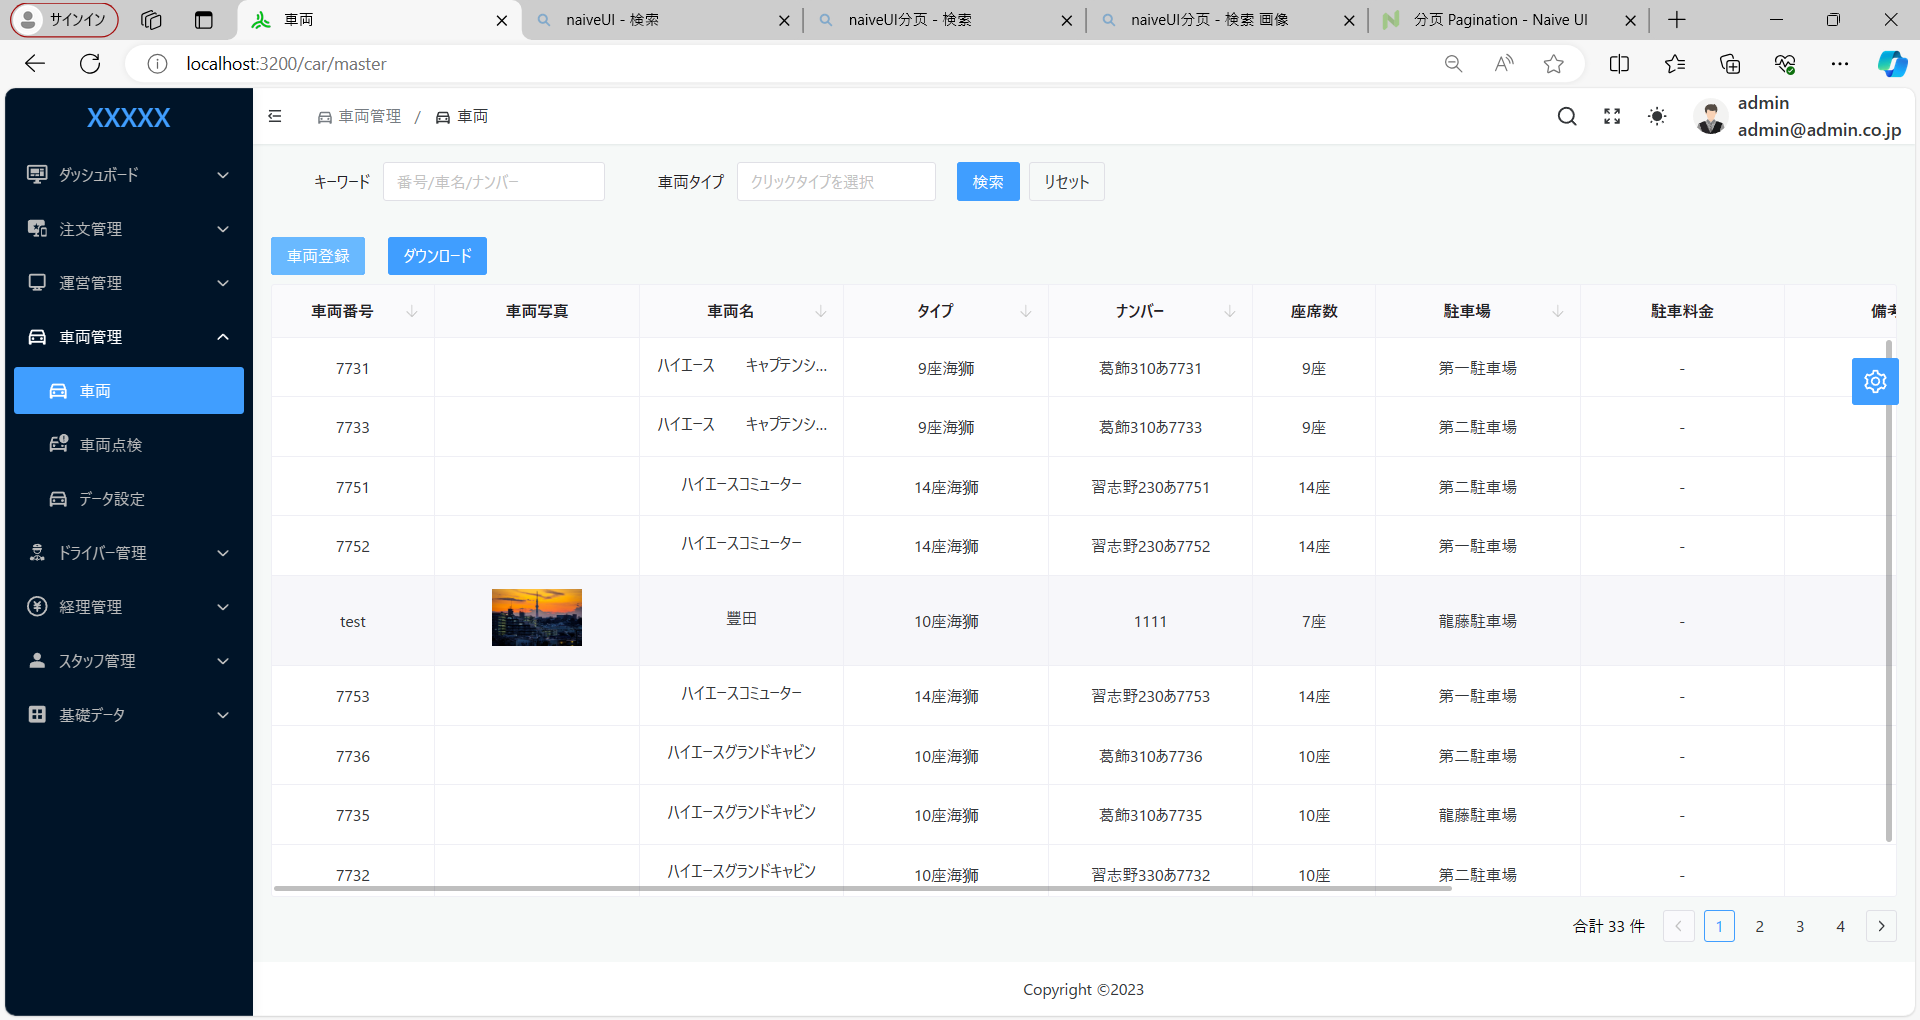 サインイン
車両
naiveUI - 検索
naiveUI分页 - 検索
naiveUI分页 - 検索 画像
分页 Pagination - Naive UI
localhost:3200/car/master
XXXXX
車両管理 / 車両
admin
admin@admin.co.jp
ダッシュボード
注文管理
運営管理
車両管理
車両
車両点検
データ設定
ドライバー管理
経理管理
スタッフ管理
基礎データ
キーワード 番号/車名/ナンバー 車両タイプ クリックタイプを選択 検索 リセット
車両登録 ダウンロード
車両番号 車両写真 車両名 タイプ ナンバー 座席数 駐車場 駐車料金 備考
7731 ハイエース　　キャプテンシ... 9座海狮 葛飾310あ7731 9座 第一駐車場 -
7733 ハイエース　　キャプテンシ... 9座海狮 葛飾310あ7733 9座 第二駐車場 -
7751 ハイエースコミューター 14座海狮 習志野230あ7751 14座 第二駐車場 -
7752 ハイエースコミューター 14座海狮 習志野230あ7752 14座 第一駐車場 -
test 豐田 10座海狮 1111 7座 龍藤駐車場 -
7753 ハイエースコミューター 14座海狮 習志野230あ7753 14座 第一駐車場 -
7736 ハイエースグランドキャビン 10座海狮 葛飾310あ7736 10座 第二駐車場 -
7735 ハイエースグランドキャビン 10座海狮 葛飾310あ7735 10座 龍藤駐車場 -
7732 ハイエースグランドキャビン 10座海狮 習志野330あ7732 10座 第二駐車場 -
合計 33 件 1 2 3 4
Copyright ©2023